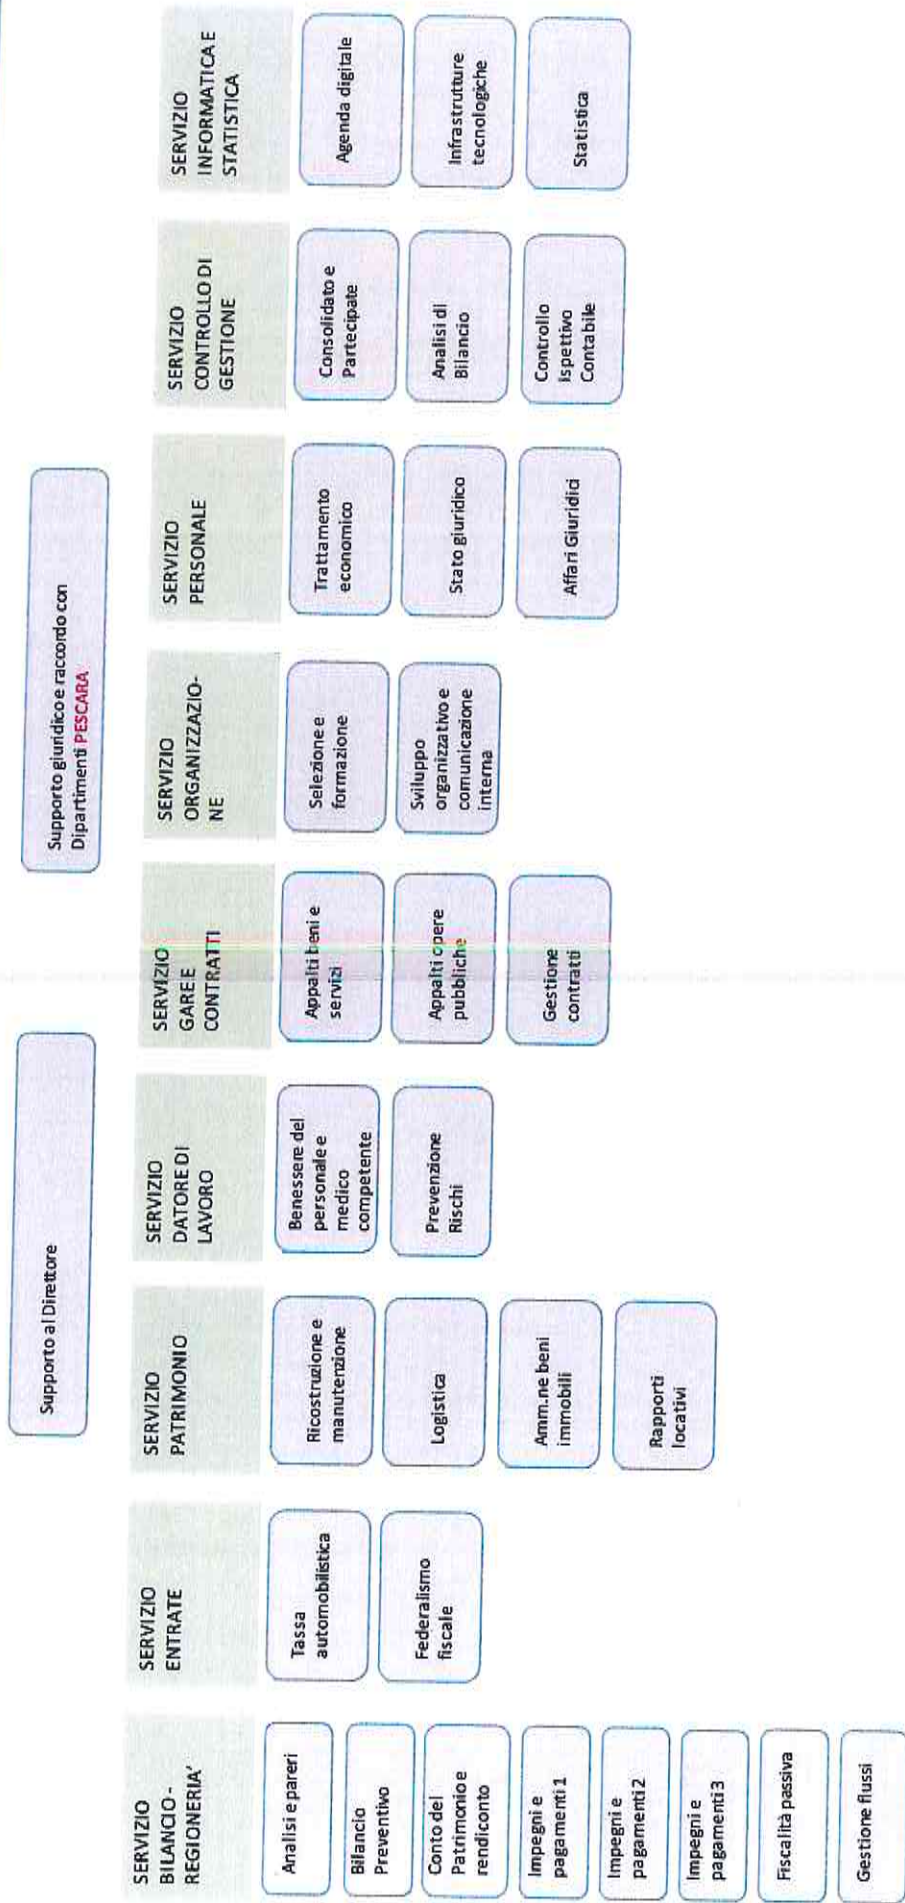 Supporto al Direttore
Supporto giuridico e raccordo con
Dipartimenti PESCARA
SERVIZIO
BILANCIO -
REGIONERIA'
Analisi e pareri
Bilancio
Preventivo
Conto del
Patrimonio e
rendiconto
Impegni e
pagamenti 1
Impegni e
pagamenti 2
Impegni e
pagamenti 3
Fiscalità passiva
Gestione flussi
SERVIZIO
ENTRATE
Tassa
automobilistica
Federalismo
fiscale
SERVIZIO
PATRIMONIO
Ricostruzione e
manutenzione
Logistica
Amm.ne beni
immobili
Rapporti
locativi
SERVIZIO
DATORE DI
LAVORO
Benessere del
personale e
medico
competente
Prevenzione
Rischi
SERVIZIO
GARE E
CONTRATTI
Appalti beni e
servizi
Appalti opere
pubbliche
Gestione
contratti
SERVIZIO
ORGANIZZAZIO-
NE
Selezione e
formazione
Sviluppo
organizzativo e
comunicazione
interna
SERVIZIO
PERSONALE
Trattamento
economico
Stato giuridico
Affari Giuridici
SERVIZIO
CONTROLLO DI
GESTIONE
Consolidato e
Partecipate
Analisi di
Bilancio
Controllo
Ispettivo
Contabile
SERVIZIO
INFORMATICA E
STATISTICA
Agenda digitale
Infrastrutture
tecnologiche
Statistica